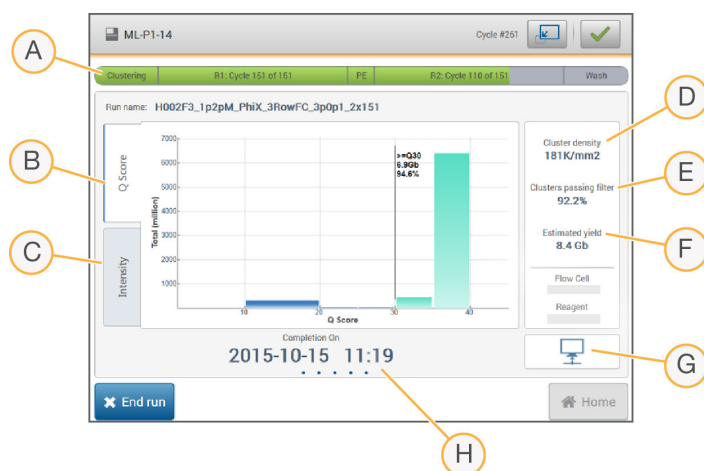 ML-P1-14
Cycle #261
A
Clustering R1: Cycle 151 of 151 PE R2: Cycle 110 of 151 Wash
Run name: H002F3_1p2pM_PhiX_3RowFC_3p0p1_2x151
D
B
Q Score
7000
6000
5000
4000
3000
2000
1000
Total (million)
>=Q30
6.9Gb
94.6%
10 20 30 40
Q Score
Cluster density
181K/mm2
E
Clusters passing filter
92.2%
C
Intensity
F
Estimated yield
8.4 Gb
Flow Cell
Reagent
Completion On
2015-10-15 11:19
G
End run
Home
H